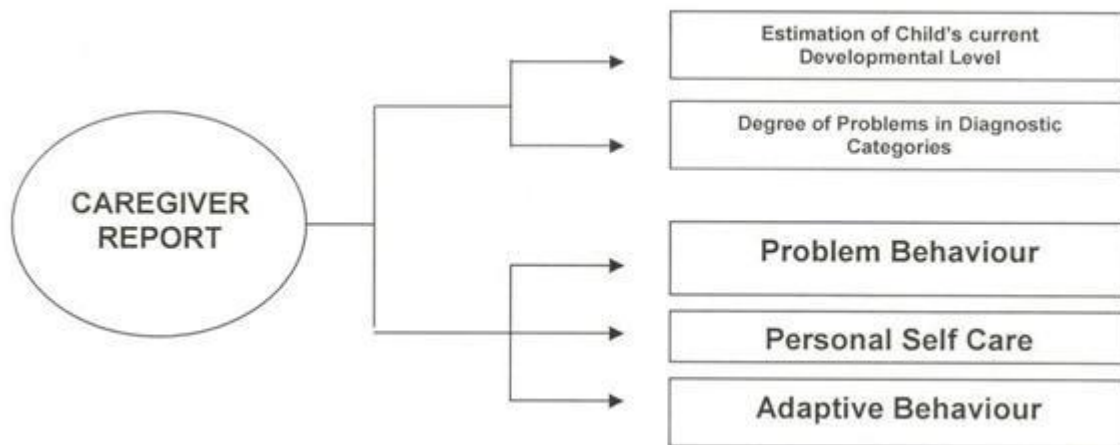 CAREGIVER
REPORT
Estimation of Child's current
Developmental Level
Degree of Problems in Diagnostic
Categories
Problem Behaviour
Personal Self Care
Adaptive Behaviour